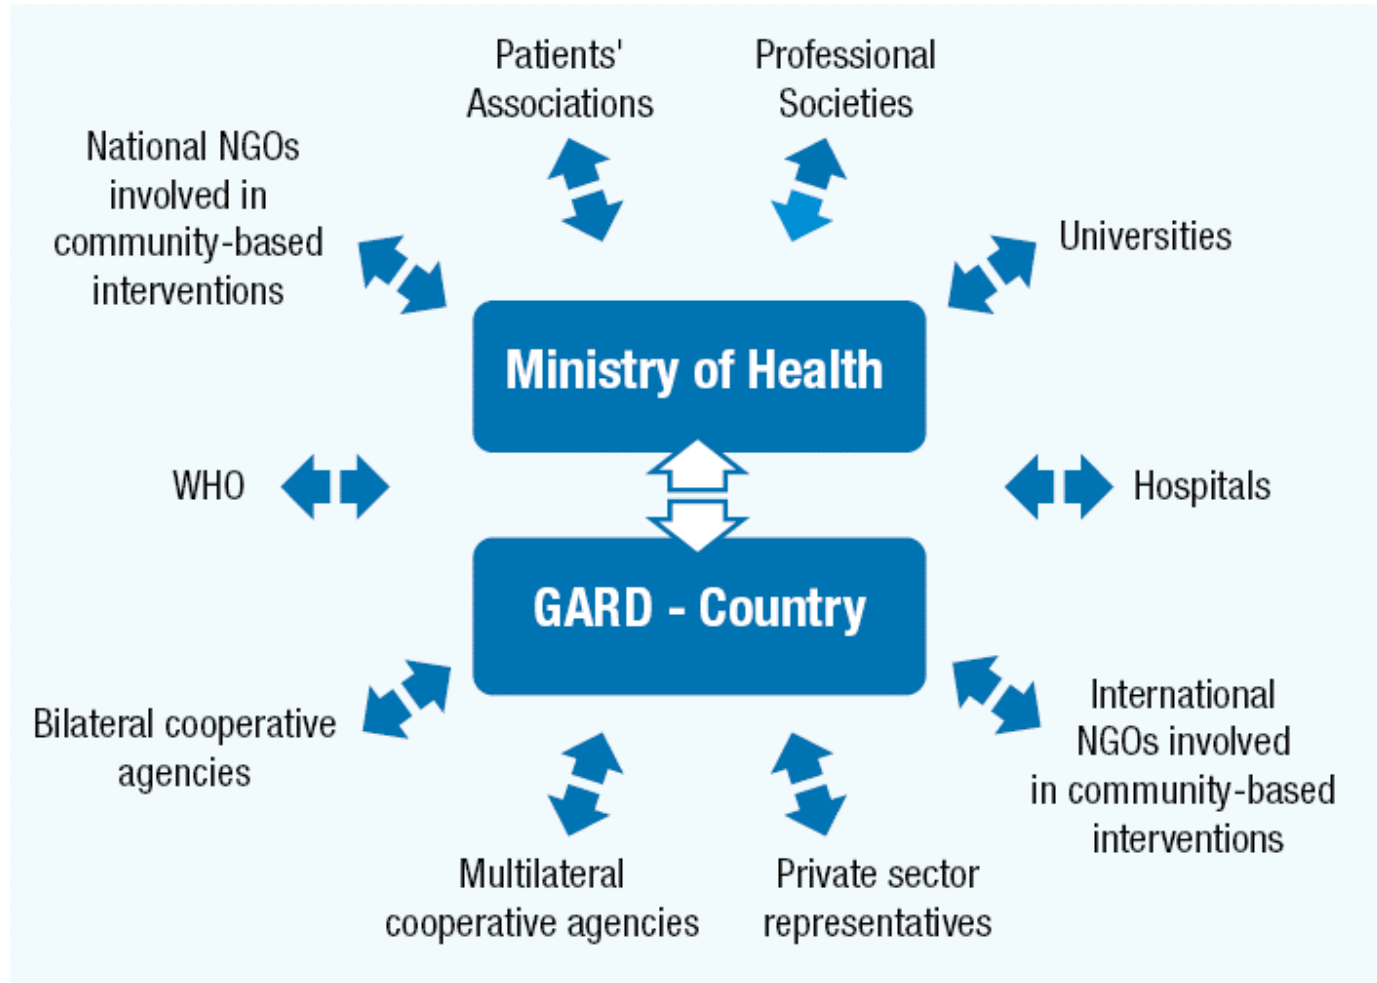 Patients'
Associations
Professional
Societies
National NGOs
involved in
community-based
interventions
Universities
Ministry of Health
WHO
Hospitals
GARD - Country
Bilateral cooperative
agencies
International
NGOs involved
in community-based
interventions
Multilateral
cooperative agencies
Private sector
representatives